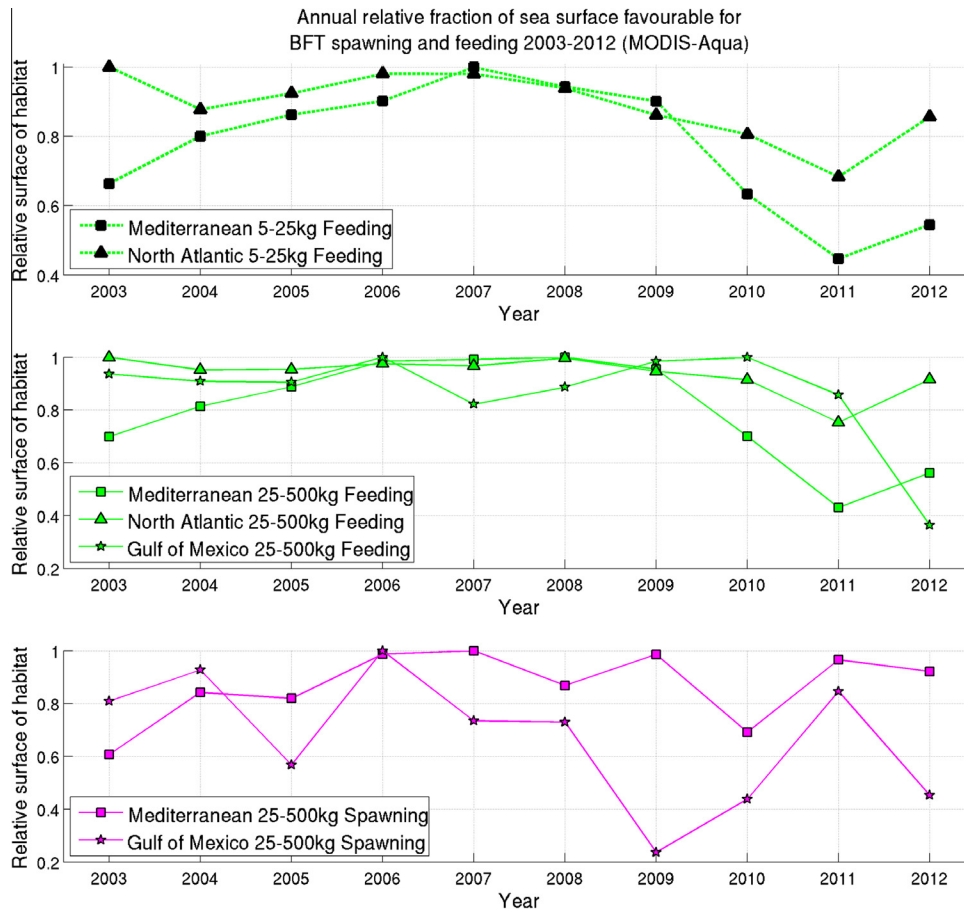 Annual relative fraction of sea surface favourable for
BFT spawning and feeding 2003-2012 (MODIS-Aqua)
Relative surface of habitat
1
0.8
0.6
0.4
Mediterranean 5-25kg Feeding
North Atlantic 5-25kg Feeding
2003 2004 2005 2006 2007 2008 2009 2010 2011 2012
Year
Relative surface of habitat
1
0.8
0.6
0.4
0.2
Mediterranean 25-500kg Feeding
North Atlantic 25-500kg Feeding
Gulf of Mexico 25-500kg Feeding
2003 2004 2005 2006 2007 2008 2009 2010 2011 2012
Year
Relative surface of habitat
1
0.8
0.6
0.4
0.2
Mediterranean 25-500kg Spawning
Gulf of Mexico 25-500kg Spawning
2003 2004 2005 2006 2007 2008 2009 2010 2011 2012
Year